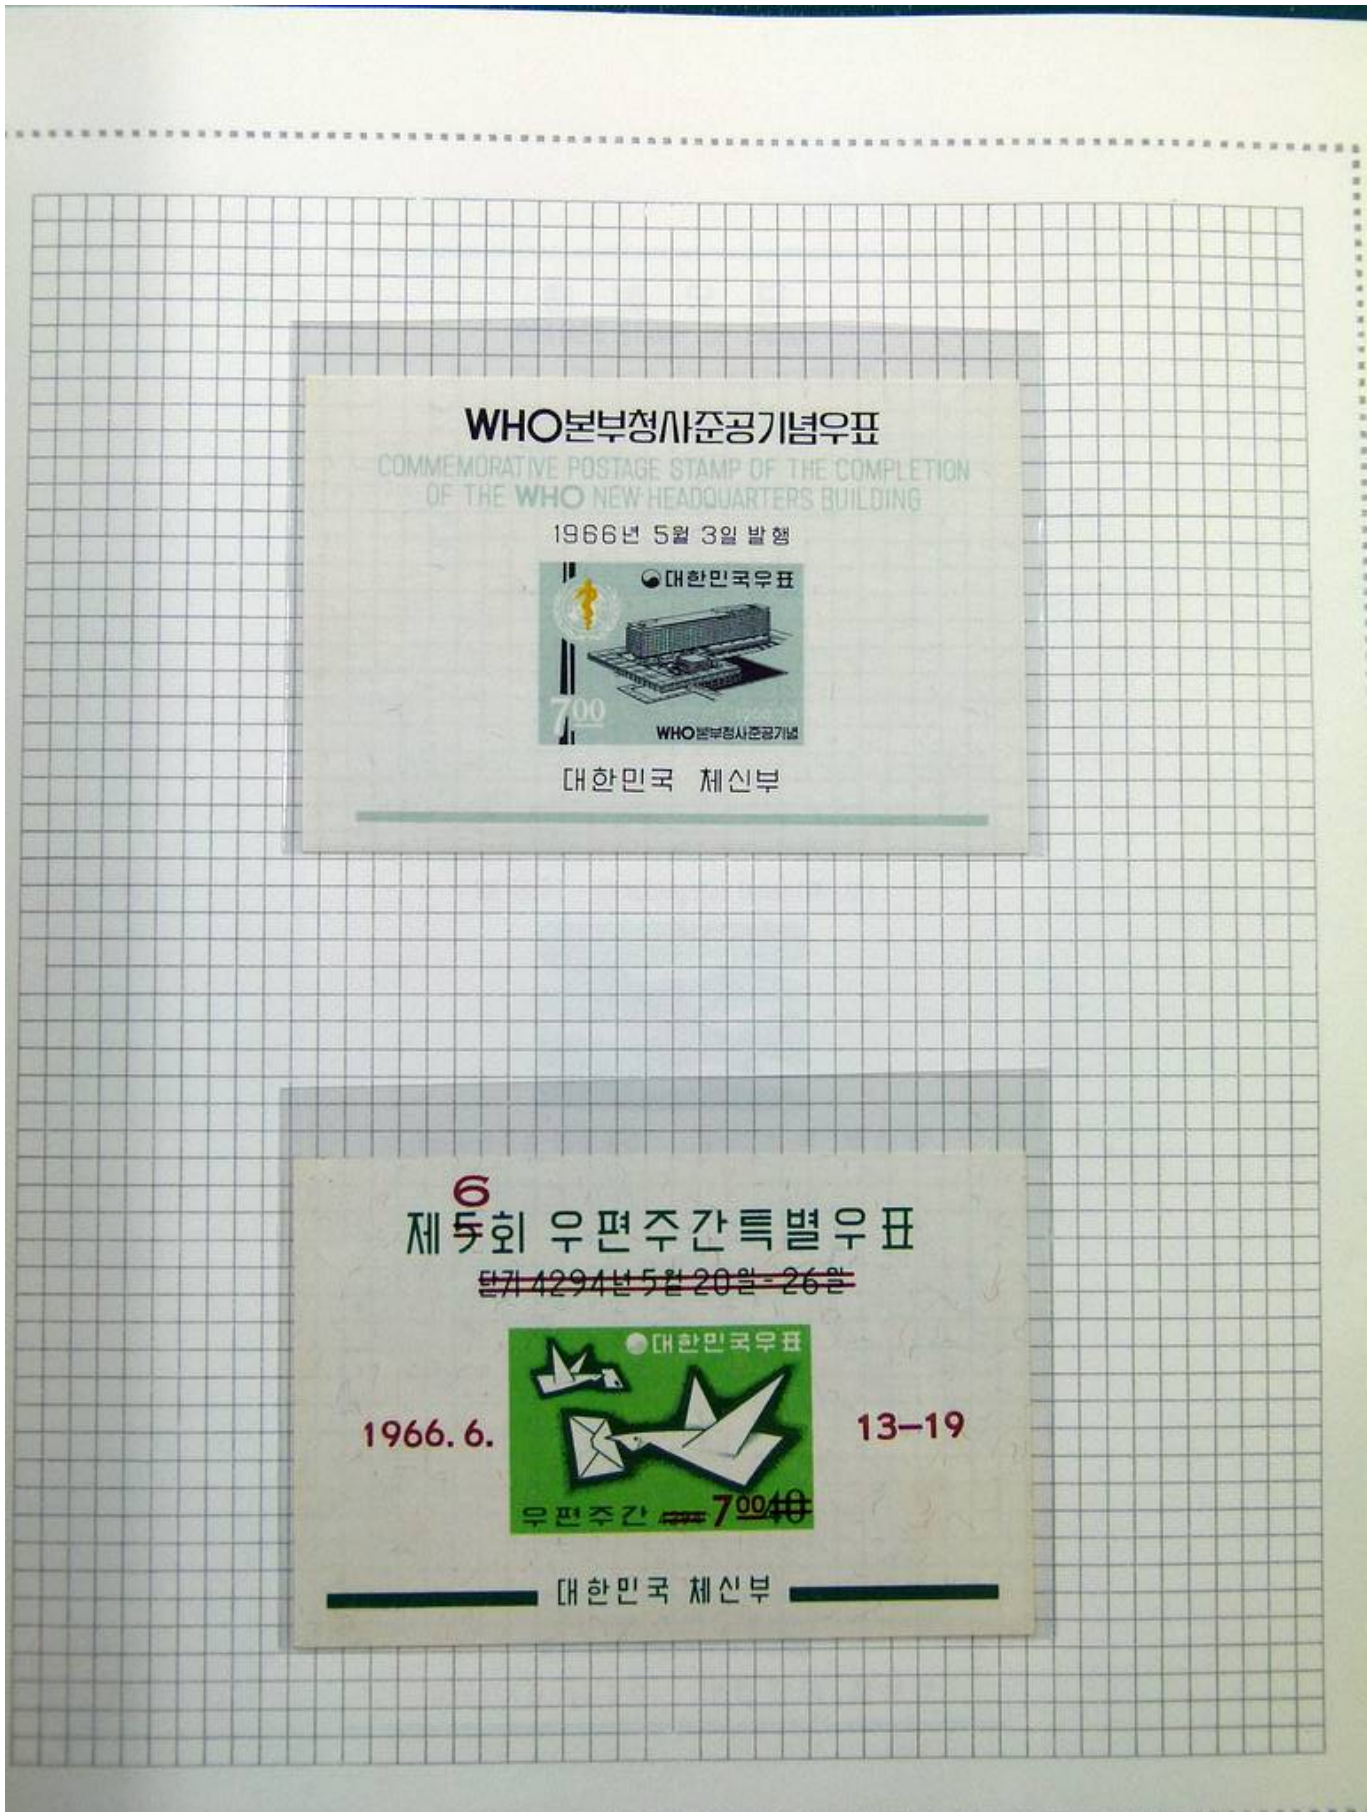 WHO본부청사준공기념우표
COMMEMORATIVE POSTAGE STAMP OF THE COMPLETION
OF THE WHO NEW HEADQUARTERS BUILDING
1966년 5월 3일 발행
대한민국우표
700
WHO본부청사준공기념
대한민국 체신부
6
제5회 우편주간특별우표
단기 4294년 5월 20일-26일
대한민국우표
1966. 6. 13-19
우편주간 4294 7 00 40
대한민국 체신부